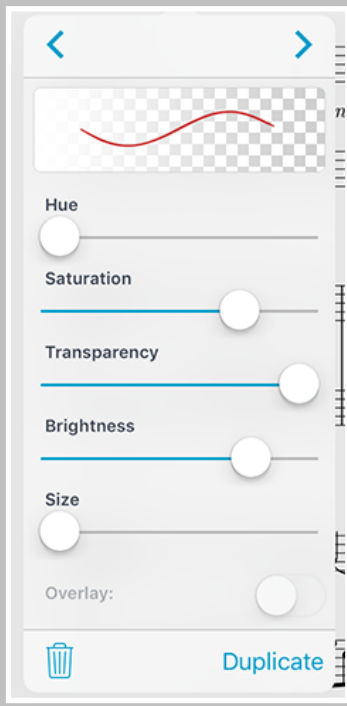 Hue
Saturation
Transparency
Brightness
Size
Overlay:
Duplicate